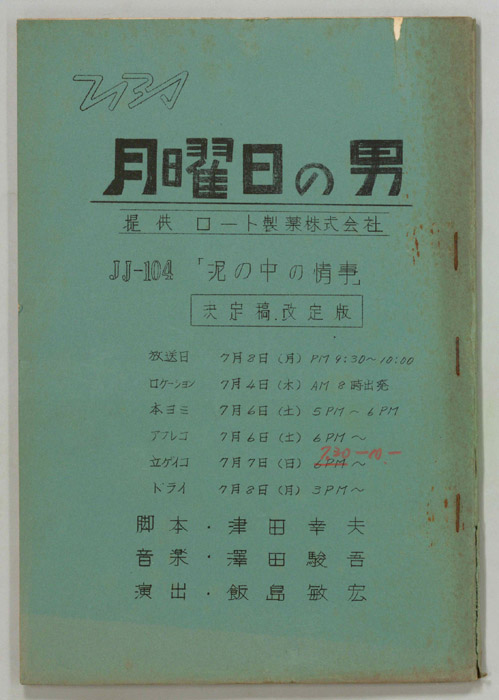 月曜日の男
提供 ロート製薬株式会社
JJ-104 「泥の中の情事」
決定稿.改定版
放送日 7月8日(月) PM 9:30~10:00
ロケーション 7月4日(木) AM 8時出発
本ヨミ 7月6日(土) 5PM~6PM
アフレコ 7月6日(土) 6PM~
7.30-10-
立ゲイコ 7月7日(日) 6PM~
ドライ 7月8日(月) 3PM~
脚本・津田幸夫
音楽・澤田駿吾
演出・飯島敏宏